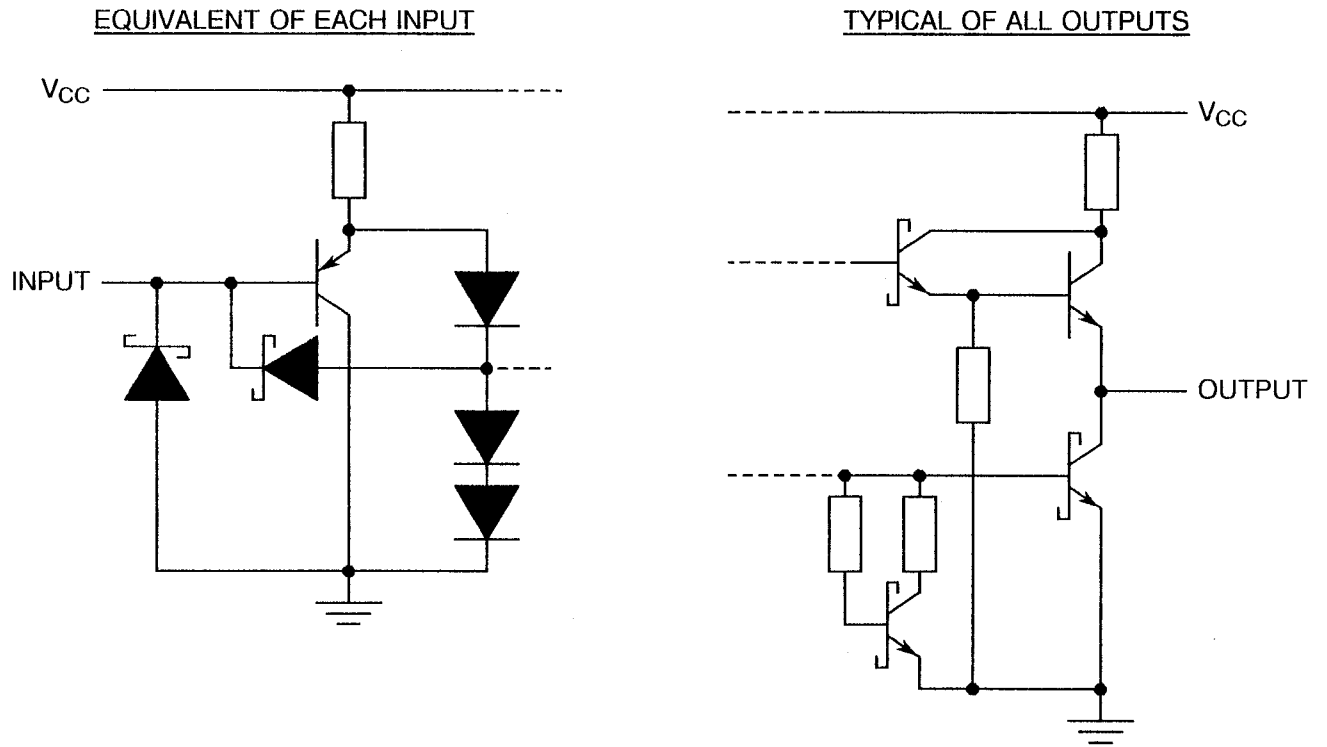 EQUIVALENT OF EACH INPUT
VCC
INPUT
TYPICAL OF ALL OUTPUTS
VCC
OUTPUT